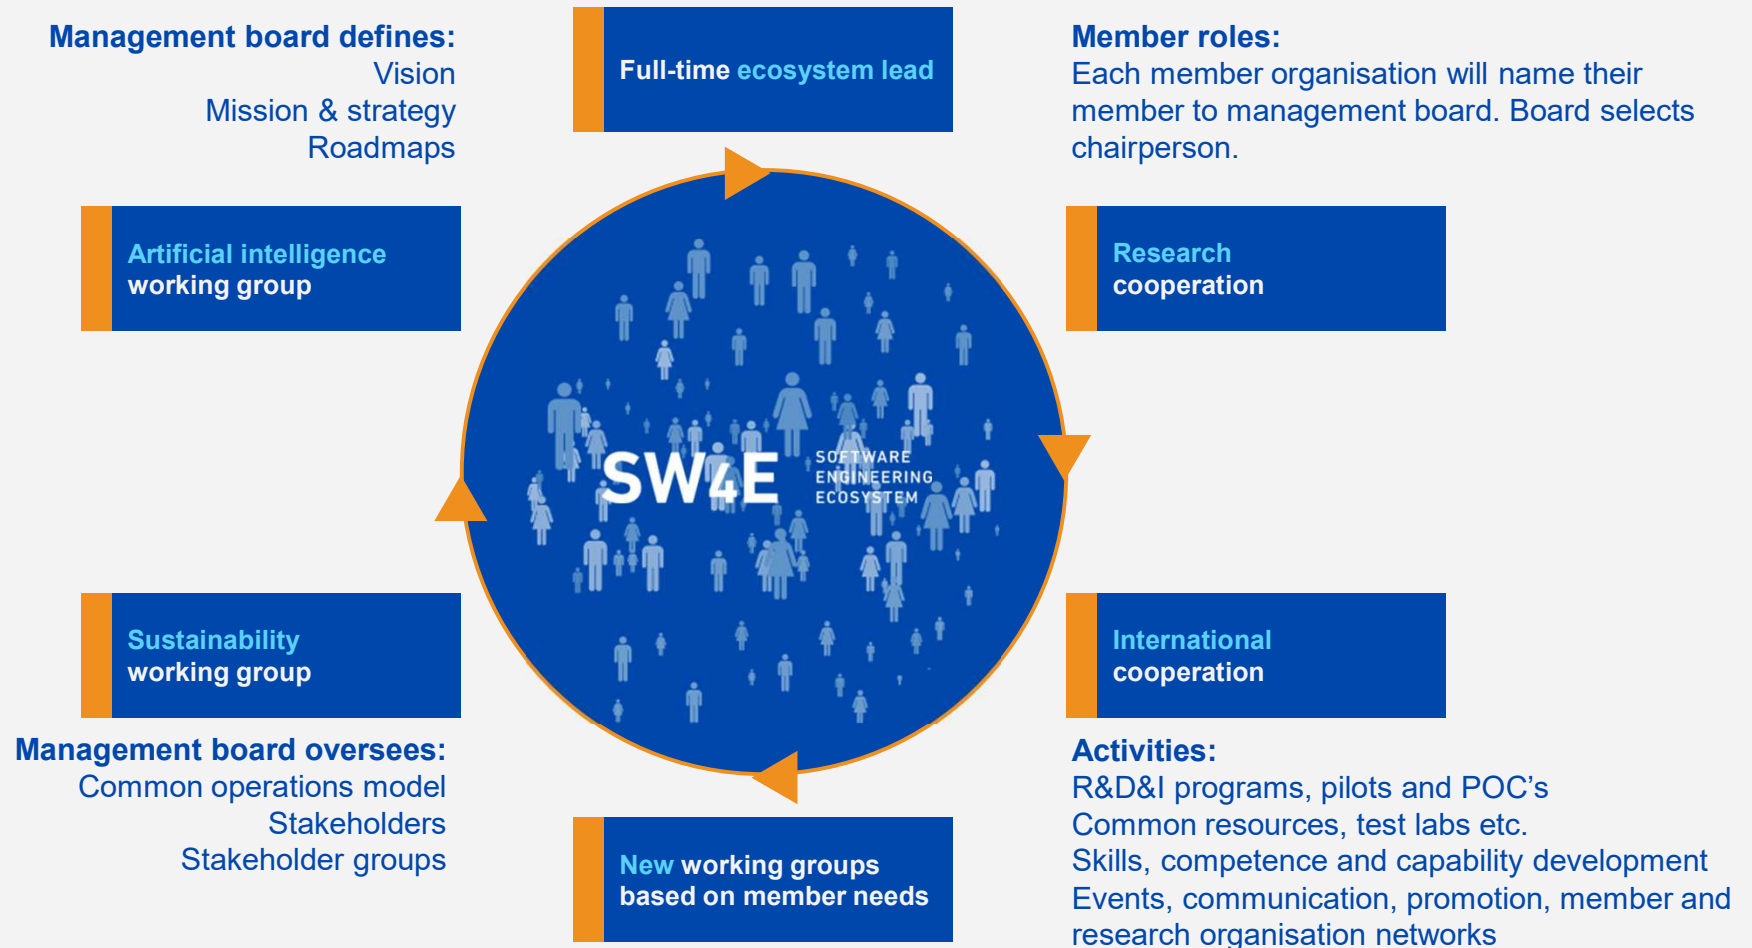 Management board defines:
Vision
Mission & strategy
Roadmaps
Full-time ecosystem lead
Member roles:
Each member organisation will name their
member to management board. Board selects
chairperson.
Artificial intelligence
working group
Research
cooperation
SW4E
SOFTWARE
ENGINEERING
ECOSYSTEM
Sustainability
working group
International
cooperation
Management board oversees:
Common operations model
Stakeholders
Stakeholder groups
New working groups
based on member needs
Activities:
R&D&I programs, pilots and POC’s
Common resources, test labs etc.
Skills, competence and capability development
Events, communication, promotion, member and
research organisation networks